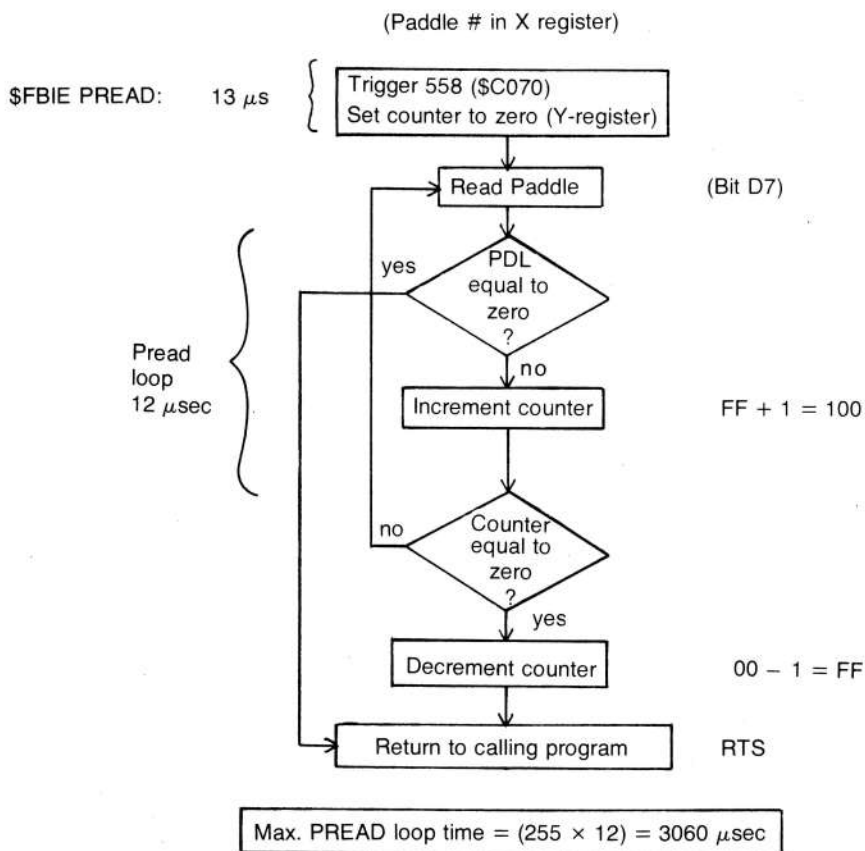 (Paddle # in X register)
$FBIE PREAD: 13 μs
Trigger 558 ($C070)
Set counter to zero (Y-register)
Read Paddle
(Bit D7)
yes
PDL
equal to
zero
?
no
Pread
loop
12 μsec
Increment counter
FF + 1 = 100
no
Counter
equal to
zero
?
yes
Decrement counter
00 − 1 = FF
Return to calling program
RTS
Max. PREAD loop time = (255 × 12) = 3060 μsec